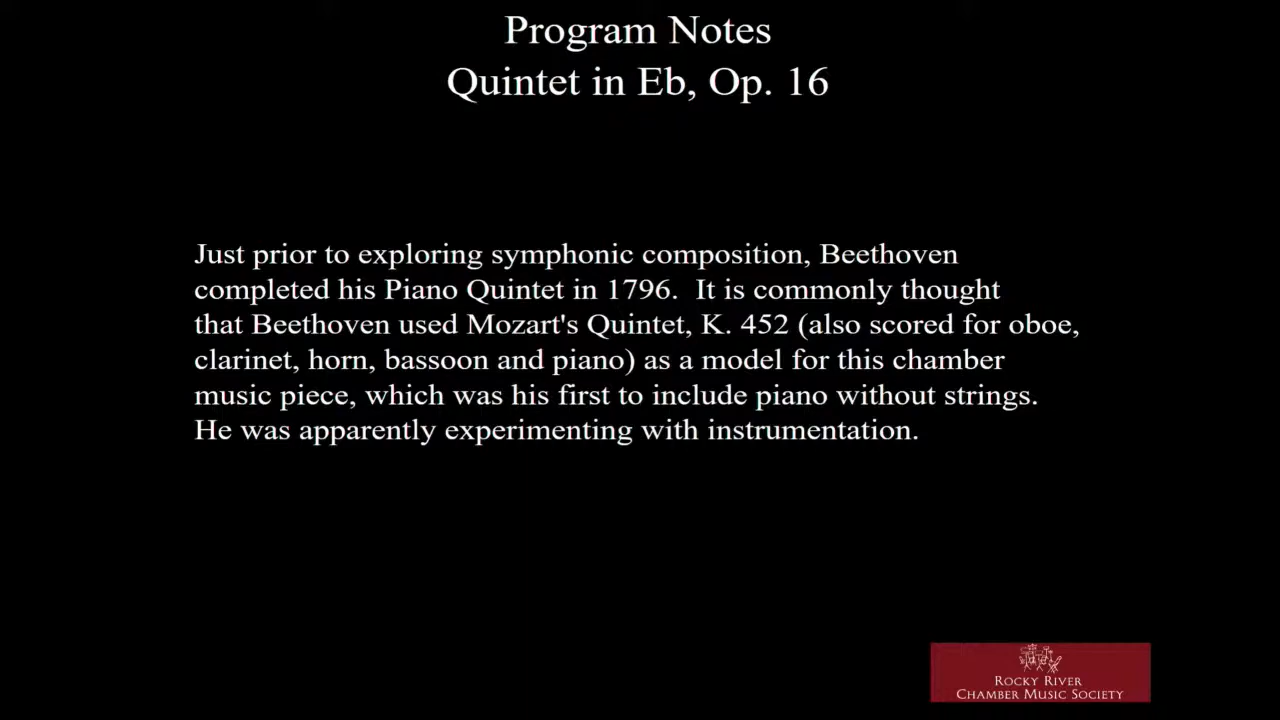 Program Notes
Quintet in Eb, Op. 16
Just prior to exploring symphonic composition, Beethoven
completed his Piano Quintet in 1796.  It is commonly thought
that Beethoven used Mozart's Quintet, K. 452 (also scored for oboe,
clarinet, horn, bassoon and piano) as a model for this chamber
music piece, which was his first to include piano without strings.
He was apparently experimenting with instrumentation.
ROCKY RIVER
CHAMBER MUSIC SOCIETY